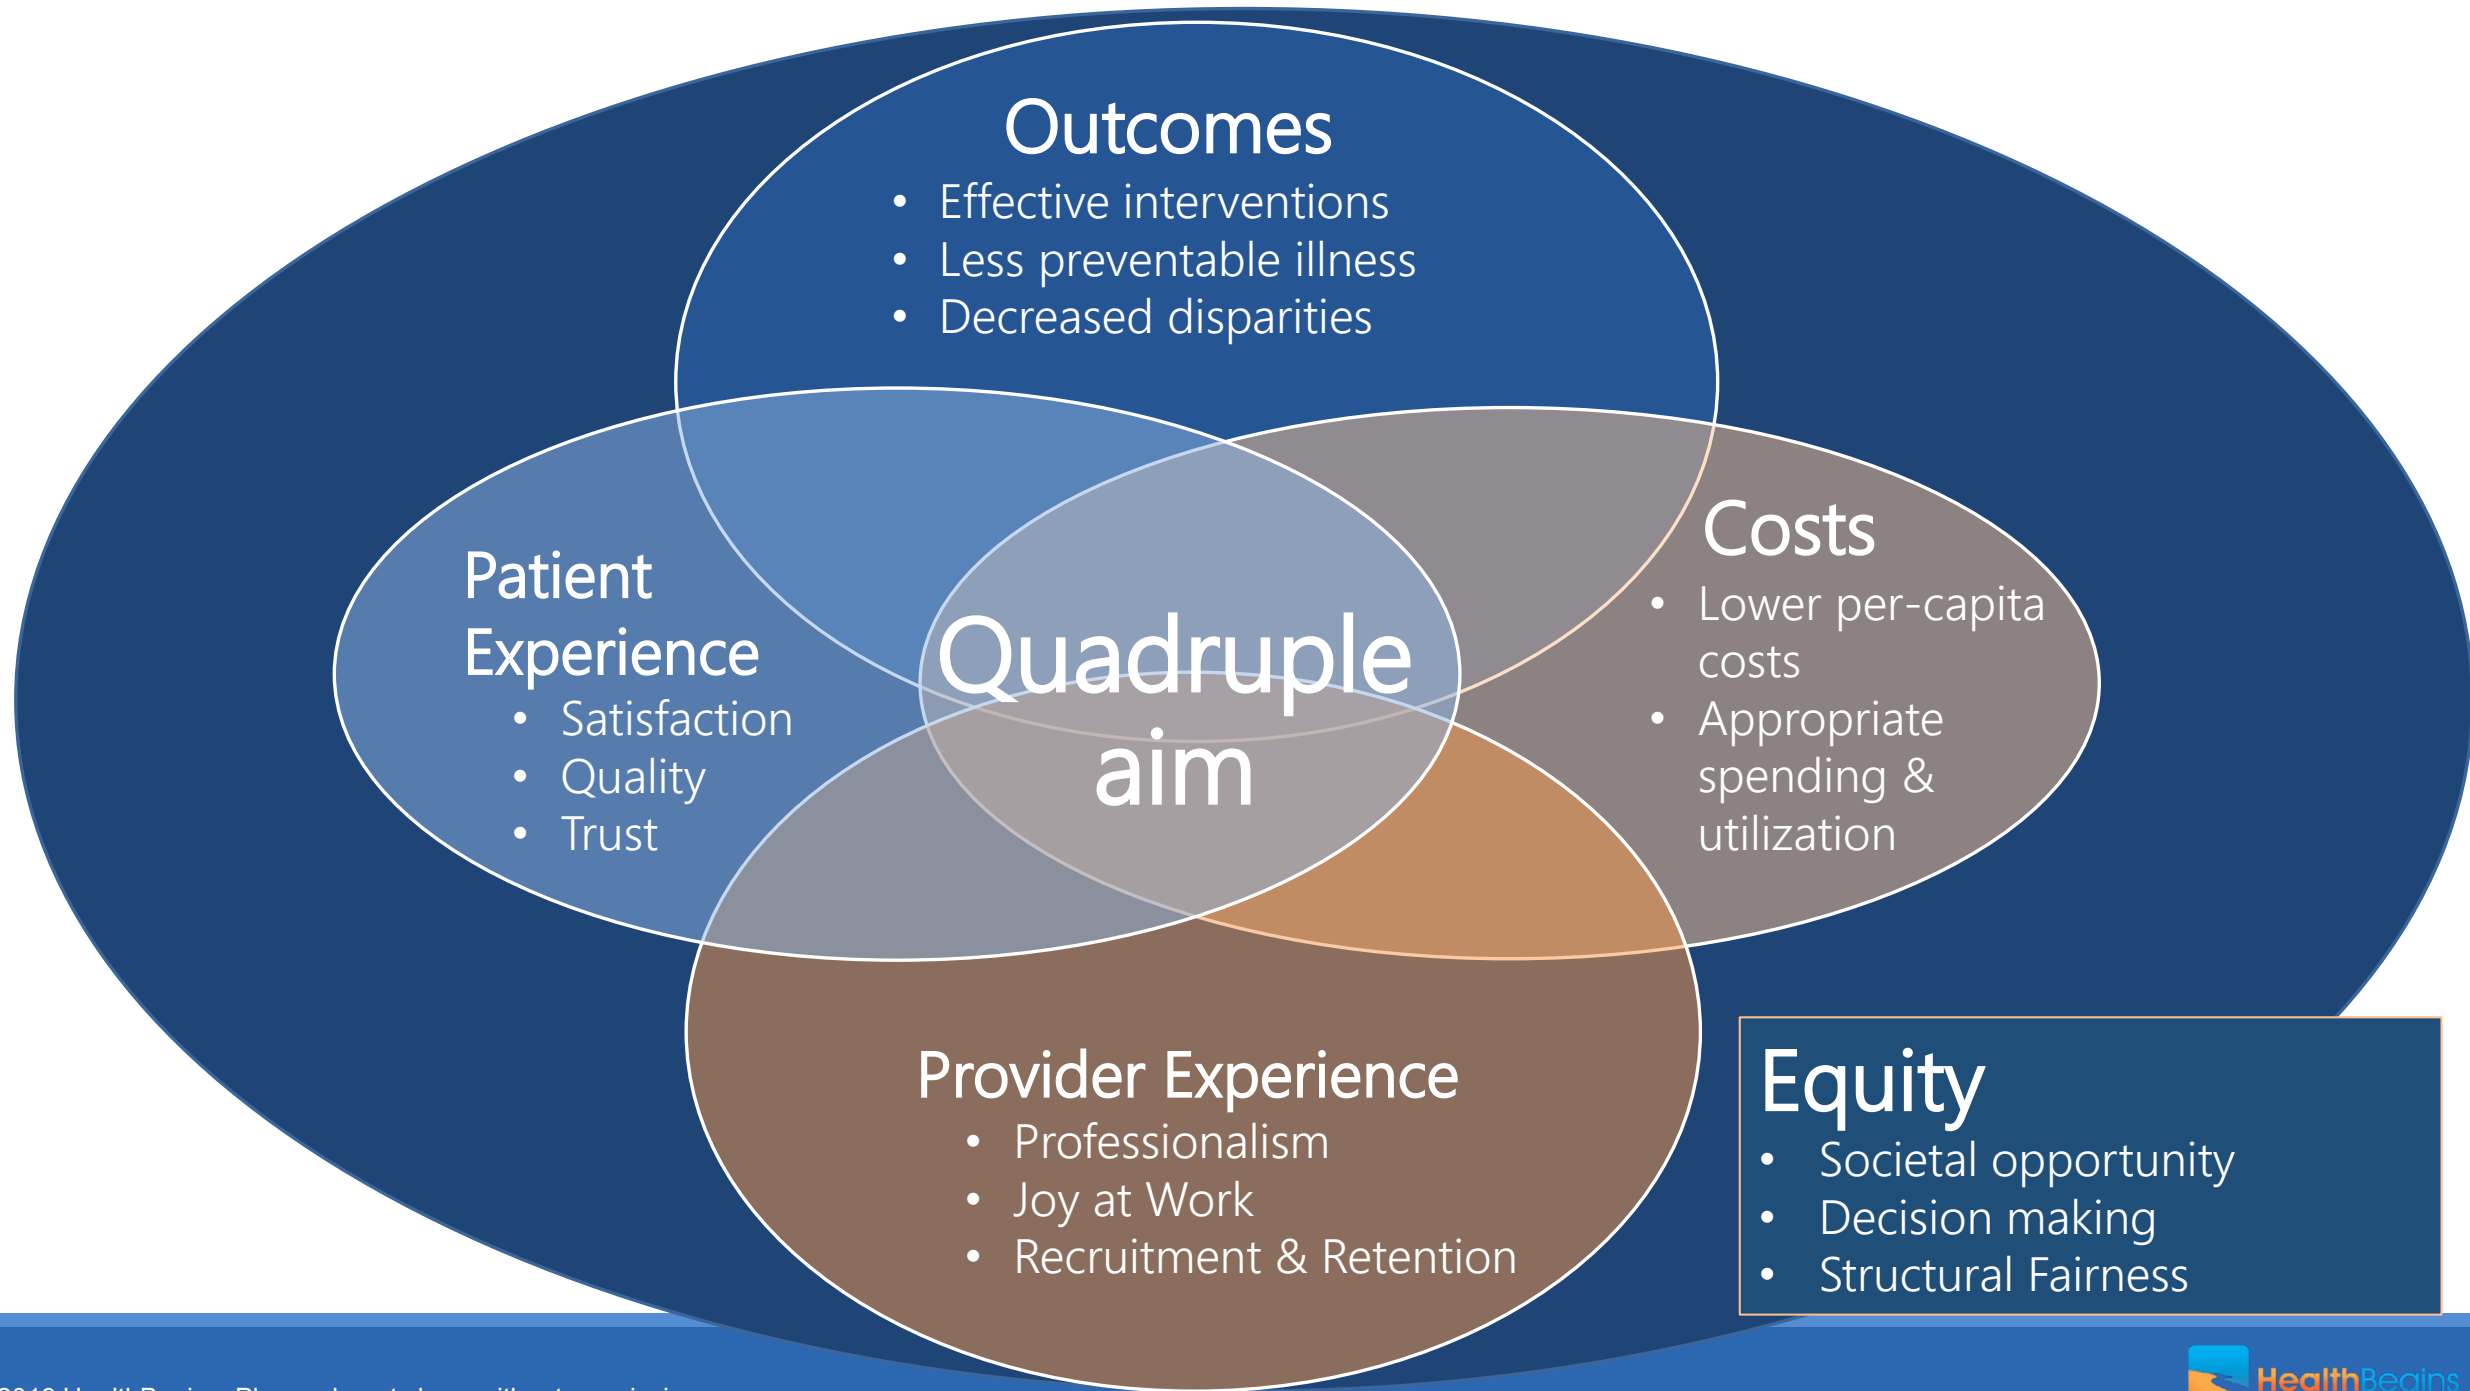 Outcomes
• Effective interventions
• Less preventable illness
• Decreased disparities
Patient
Experience
• Satisfaction
• Quality
• Trust
Quadruple
aim
Costs
• Lower per-capita
costs
• Appropriate
spending &
utilization
Provider Experience
• Professionalism
• Joy at Work
• Recruitment & Retention
Equity
• Societal opportunity
• Decision making
• Structural Fairness
HealthBegins